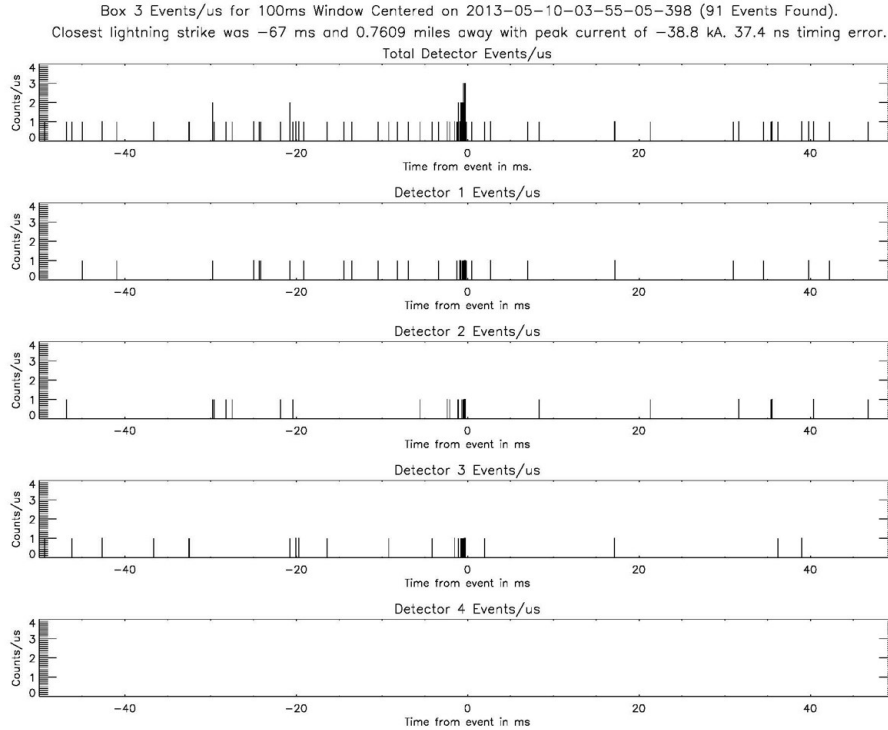 Box 3 Events/us for 100ms Window Centered on 2013-05-10-03-55-05-398 (91 Events Found).
Closest lightning strike was -67 ms and 0.7609 miles away with peak current of -38.8 kA. 37.4 ns timing error.
Total Detector Events/us
Counts/us
4
3
2
1
0
-40 -20 0 20 40
Time from event in ms.
Detector 1 Events/us
Counts/us
4
3
2
1
0
-40 -20 0 20 40
Time from event in ms
Detector 2 Events/us
Counts/us
4
3
2
1
0
-40 -20 0 20 40
Time from event in ms
Detector 3 Events/us
Counts/us
4
3
2
1
0
-40 -20 0 20 40
Time from event in ms
Detector 4 Events/us
Counts/us
4
3
2
1
0
-40 -20 0 20 40
Time from event in ms